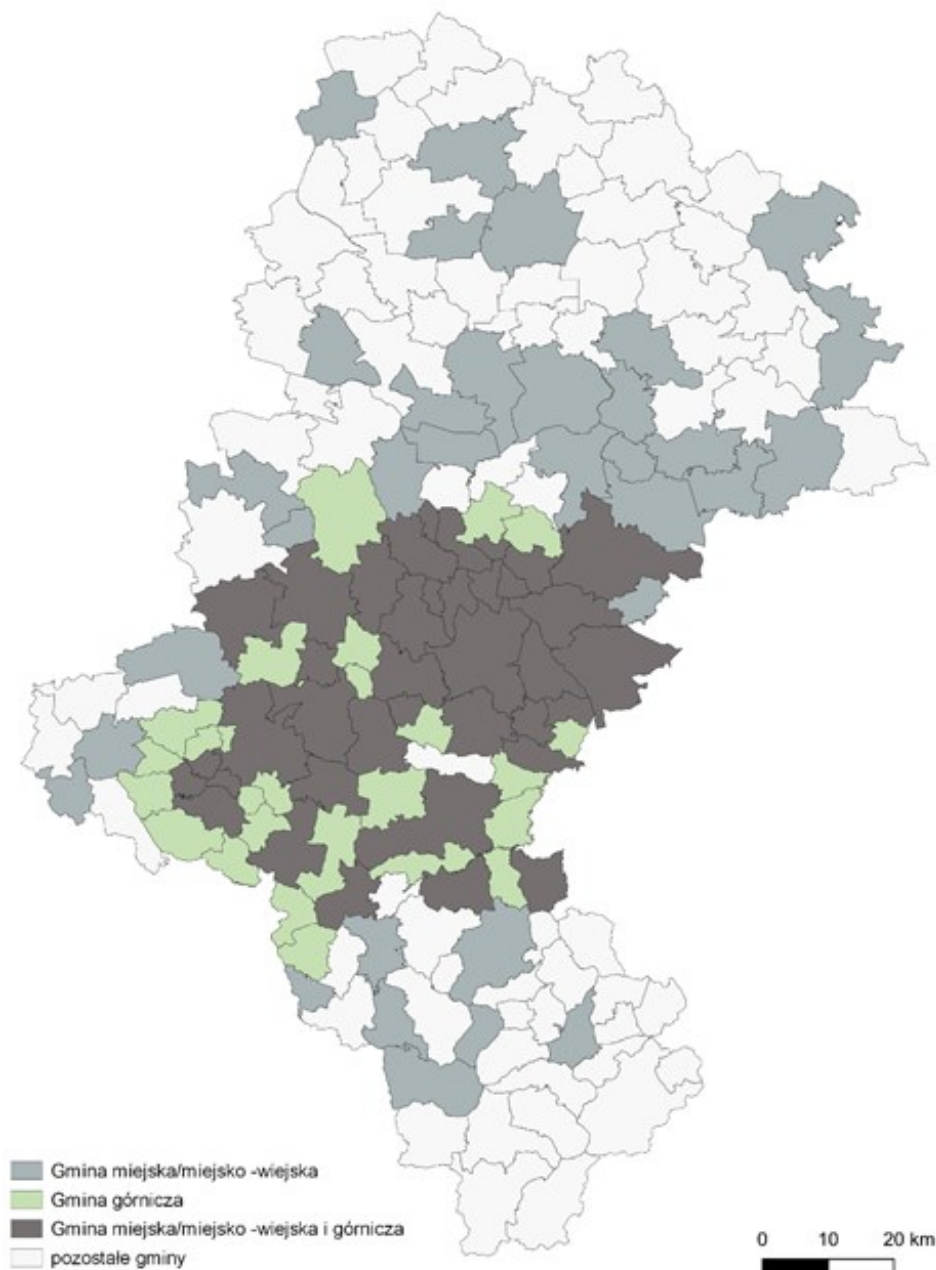 Gmina miejska/miejsko -wiejska
Gmina górnicza
Gmina miejska/miejsko -wiejska i górnicza
pozostałe gminy
0 10 20 km